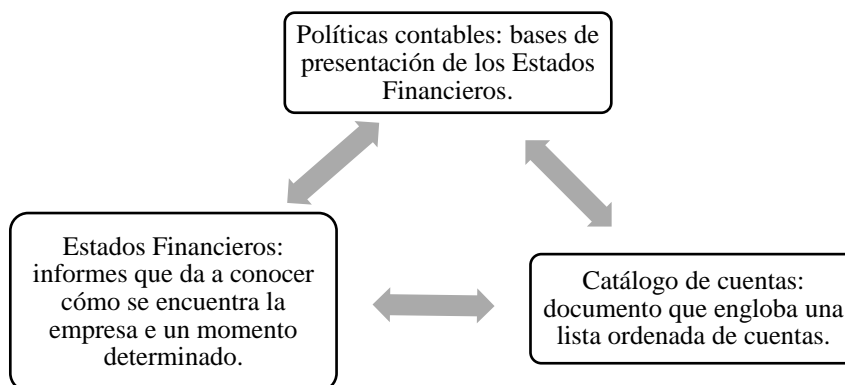 Políticas contables: bases de
presentación de los Estados
Financieros.
Estados Financieros:
informes que da a conocer
cómo se encuentra la
empresa e un momento
determinado.
Catálogo de cuentas:
documento que engloba una
lista ordenada de cuentas.